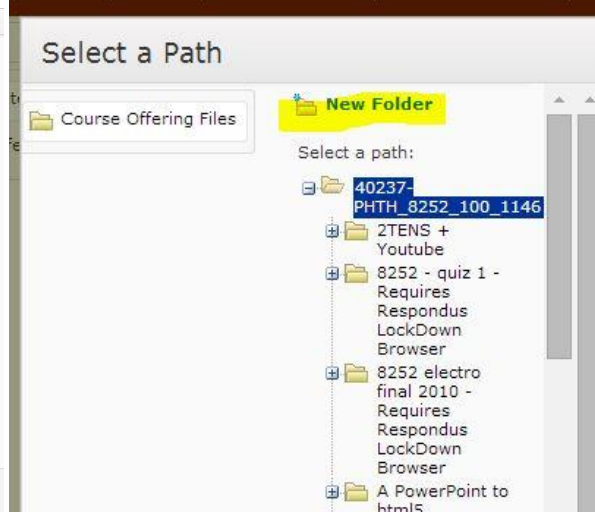 Select a Path
Course Offering Files
New Folder
Select a path:
40237-
PHTH_8252_100_1146
2TENS +
Youtube
8252 - quiz 1 -
Requires
Respondus
LockDown
Browser
8252 electro
final 2010 -
Requires
Respondus
LockDown
Browser
A PowerPoint to
html5